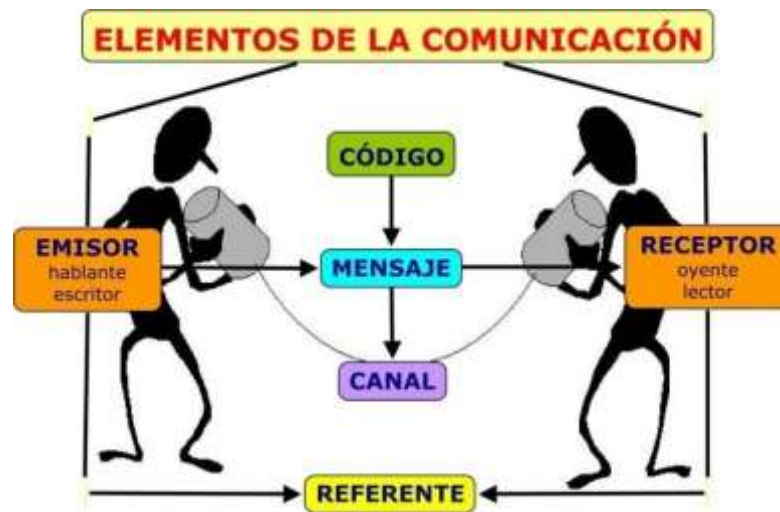 ELEMENTOS DE LA COMUNICACIÓN
CÓDIGO
EMISOR
hablante
escritor
MENSAJE
RECEPTOR
oyente
lector
CANAL
REFERENTE